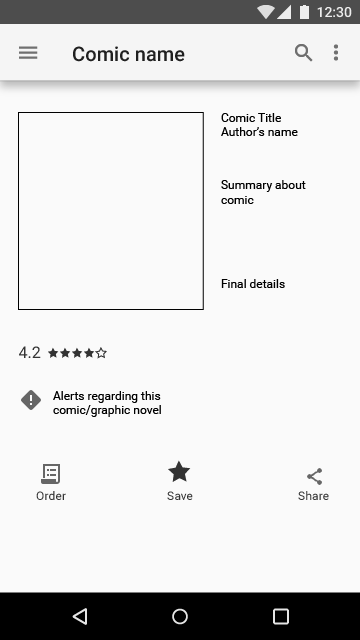 12:30
Comic name
Comic Title
Author's name
Summary about
comic
Final details
4.2
Alerts regarding this
comic/graphic novel
Order
Save
Share